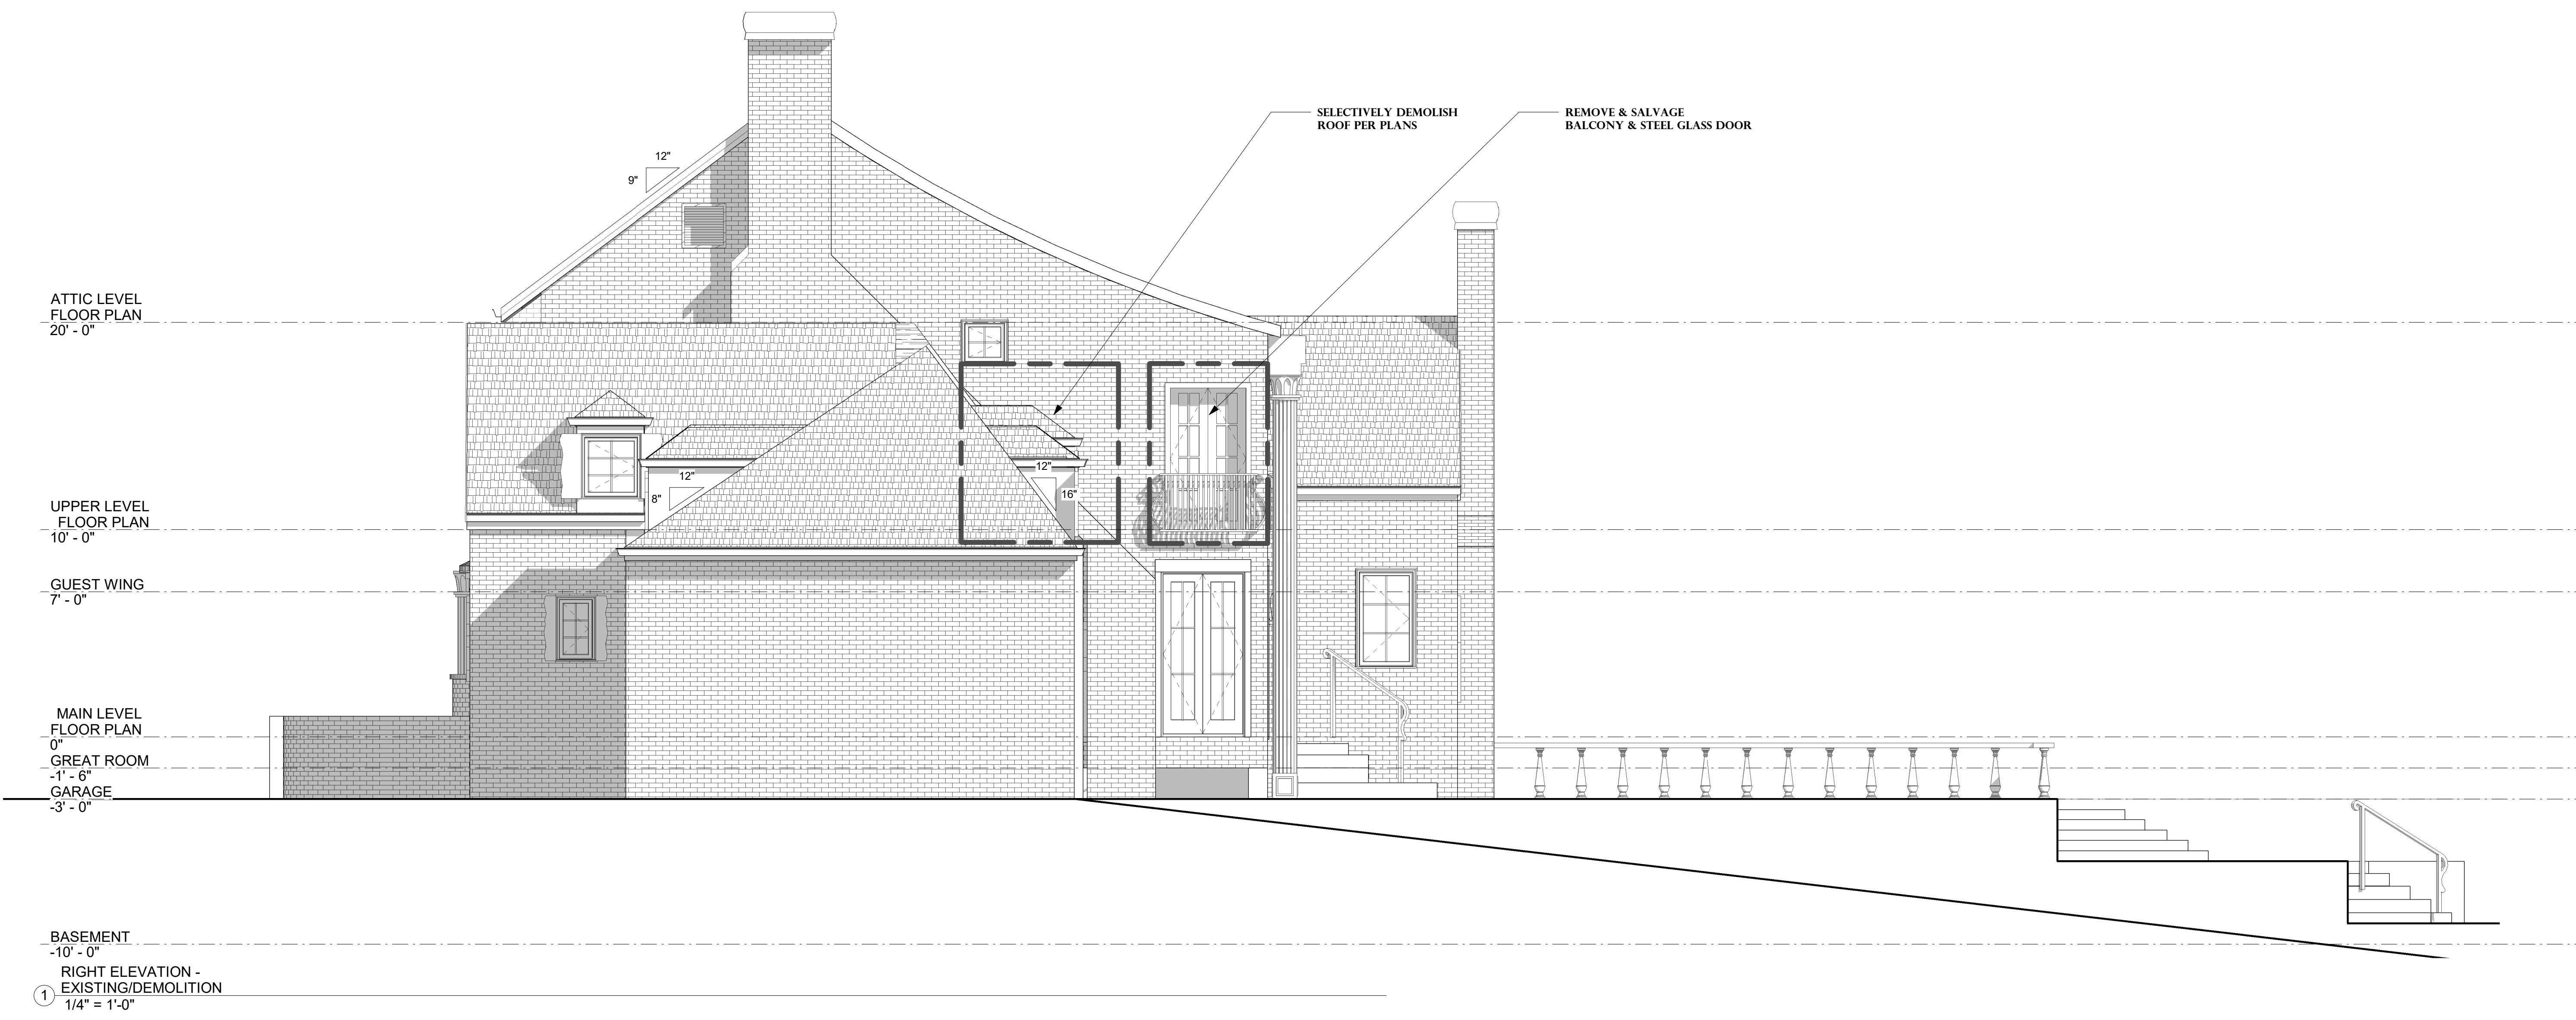 SELECTIVELY DEMOLISH
ROOF PER PLANS
REMOVE & SALVAGE
BALCONY & STEEL GLASS DOOR
12"
9"
ATTIC LEVEL
FLOOR PLAN
20' - 0"
12"
8"
12"
16"
UPPER LEVEL
FLOOR PLAN
10' - 0"
GUEST WING
7' - 0"
MAIN LEVEL
FLOOR PLAN
0"
GREAT ROOM
-1' - 6"
GARAGE
-3' - 0"
BASEMENT
-10' - 0"
RIGHT ELEVATION -
EXISTING/DEMOLITION
1
1/4" = 1'-0"